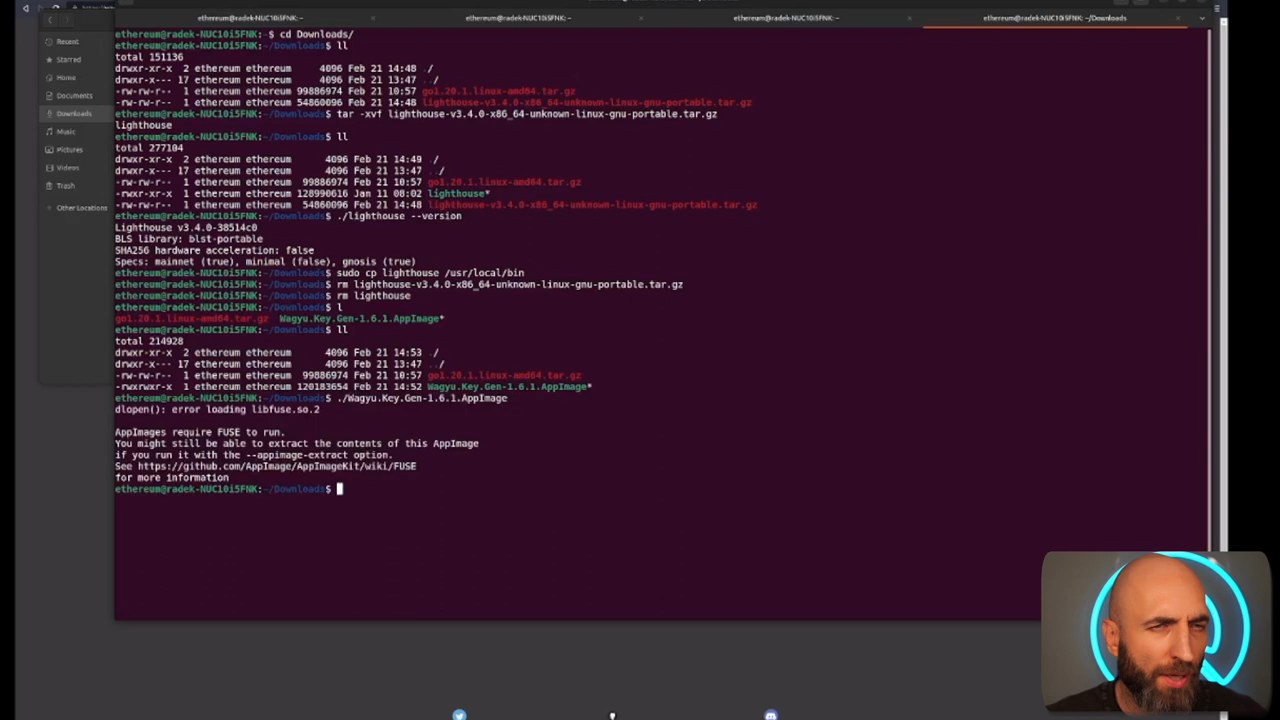 ethereum@radek-NUC10i5FNK: ~
ethereum@radek-NUC10i5FNK: ~
ethereum@radek-NUC10i5FNK: ~
ethereum@radek-NUC10i5FNK: ~/Downloads
Recent
Starred
Home
Documents
Downloads
Music
Pictures
Videos
Trash
Other Locations
ethereum@radek-NUC10i5FNK:~$ cd Downloads/
ethereum@radek-NUC10i5FNK:~/Downloads$ ll
total 151136
drwxr-xr-x 2 ethereum ethereum 4096 Feb 21 14:48 ./
drwxr-x--- 17 ethereum ethereum 4096 Feb 21 13:47 ../
-rw-rw-r-- 1 ethereum ethereum 99886974 Feb 21 10:57 go1.20.1.linux-amd64.tar.gz
-rw-rw-r-- 1 ethereum ethereum 54860096 Feb 21 14:48 lighthouse-v3.4.0-x86_64-unknown-linux-gnu-portable.tar.gz
ethereum@radek-NUC10i5FNK:~/Downloads$ tar -xvf lighthouse-v3.4.0-x86_64-unknown-linux-gnu-portable.tar.gz
lighthouse
ethereum@radek-NUC10i5FNK:~/Downloads$ ll
total 277104
drwxr-xr-x 2 ethereum ethereum 4096 Feb 21 14:49 ./
drwxr-x--- 17 ethereum ethereum 4096 Feb 21 13:47 ../
-rw-rw-r-- 1 ethereum ethereum 99886974 Feb 21 10:57 go1.20.1.linux-amd64.tar.gz
-rwxr-xr-x 1 ethereum ethereum 128990616 Jan 11 08:02 lighthouse*
-rw-rw-r-- 1 ethereum ethereum 54860096 Feb 21 14:48 lighthouse-v3.4.0-x86_64-unknown-linux-gnu-portable.tar.gz
ethereum@radek-NUC10i5FNK:~/Downloads$ ./lighthouse --version
Lighthouse v3.4.0-38514c0
BLS library: blst-portable
SHA256 hardware acceleration: false
Specs: mainnet (true), minimal (false), gnosis (true)
ethereum@radek-NUC10i5FNK:~/Downloads$ sudo cp lighthouse /usr/local/bin
ethereum@radek-NUC10i5FNK:~/Downloads$ rm lighthouse-v3.4.0-x86_64-unknown-linux-gnu-portable.tar.gz
ethereum@radek-NUC10i5FNK:~/Downloads$ rm lighthouse
ethereum@radek-NUC10i5FNK:~/Downloads$ l
go1.20.1.linux-amd64.tar.gz Wagyu.Key.Gen-1.6.1.AppImage*
ethereum@radek-NUC10i5FNK:~/Downloads$ ll
total 214928
drwxr-xr-x 2 ethereum ethereum 4096 Feb 21 14:53 ./
drwxr-x--- 17 ethereum ethereum 4096 Feb 21 13:47 ../
-rw-rw-r-- 1 ethereum ethereum 99886974 Feb 21 10:57 go1.20.1.linux-amd64.tar.gz
-rwxrwxr-x 1 ethereum ethereum 120183654 Feb 21 14:52 Wagyu.Key.Gen-1.6.1.AppImage*
ethereum@radek-NUC10i5FNK:~/Downloads$ ./Wagyu.Key.Gen-1.6.1.AppImage
dlopen(): error loading libfuse.so.2
AppImages require FUSE to run.
You might still be able to extract the contents of this AppImage
if you run it with the --appimage-extract option.
See https://github.com/AppImage/AppImageKit/wiki/FUSE
for more information
ethereum@radek-NUC10i5FNK:~/Downloads$